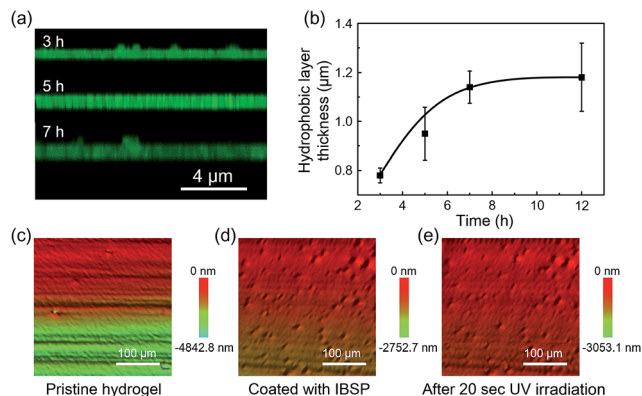 (a)
3 h
5 h
7 h
4 µm
(b)
Hydrophobic layer
thickness (µm)
1.4
1.2
1.0
0.8
2 4 6 8 10 12 14
Time (h)
(c)
0 nm
-4842.8 nm
100 µm
Pristine hydrogel
(d)
0 nm
-2752.7 nm
100 µm
Coated with IBSP
(e)
0 nm
-3053.1 nm
100 µm
After 20 sec UV irradiation